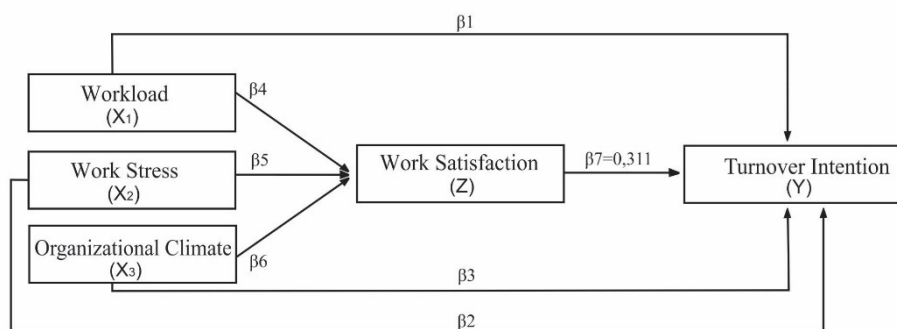 β1
Workload
(X₁)
β4
Work Stress
(X₂)
β5
Work Satisfaction
(Z)
β7=0,311
Turnover Intention
(Y)
Organizational Climate
(X₃)
β6
β3
β2